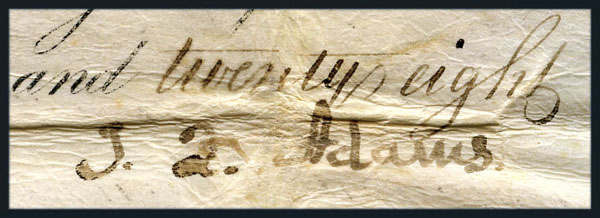 and twenty eight
J. Q. Adams.